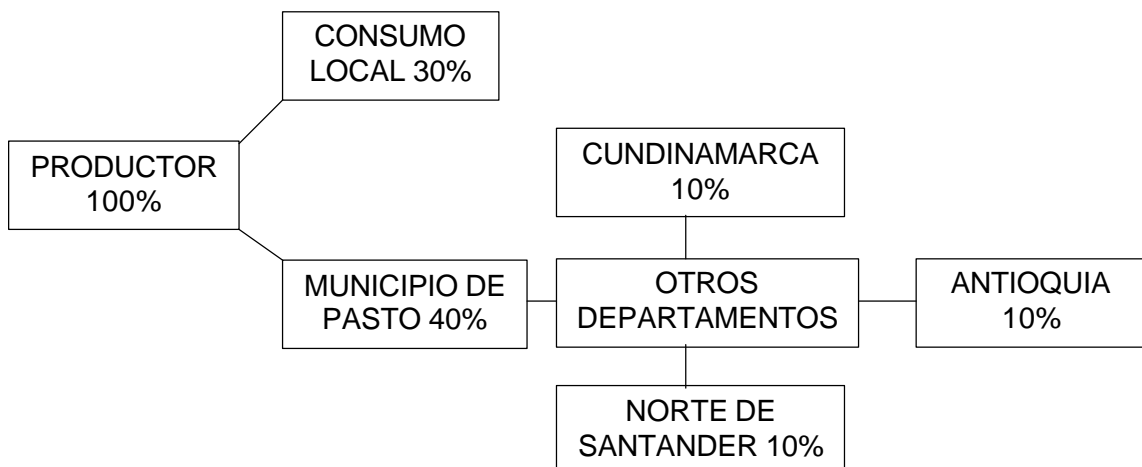 CONSUMO
LOCAL 30%
PRODUCTOR
100%
CUNDINAMARCA
10%
MUNICIPIO DE
PASTO 40%
OTROS
DEPARTAMENTOS
ANTIOQUIA
10%
NORTE DE
SANTANDER 10%